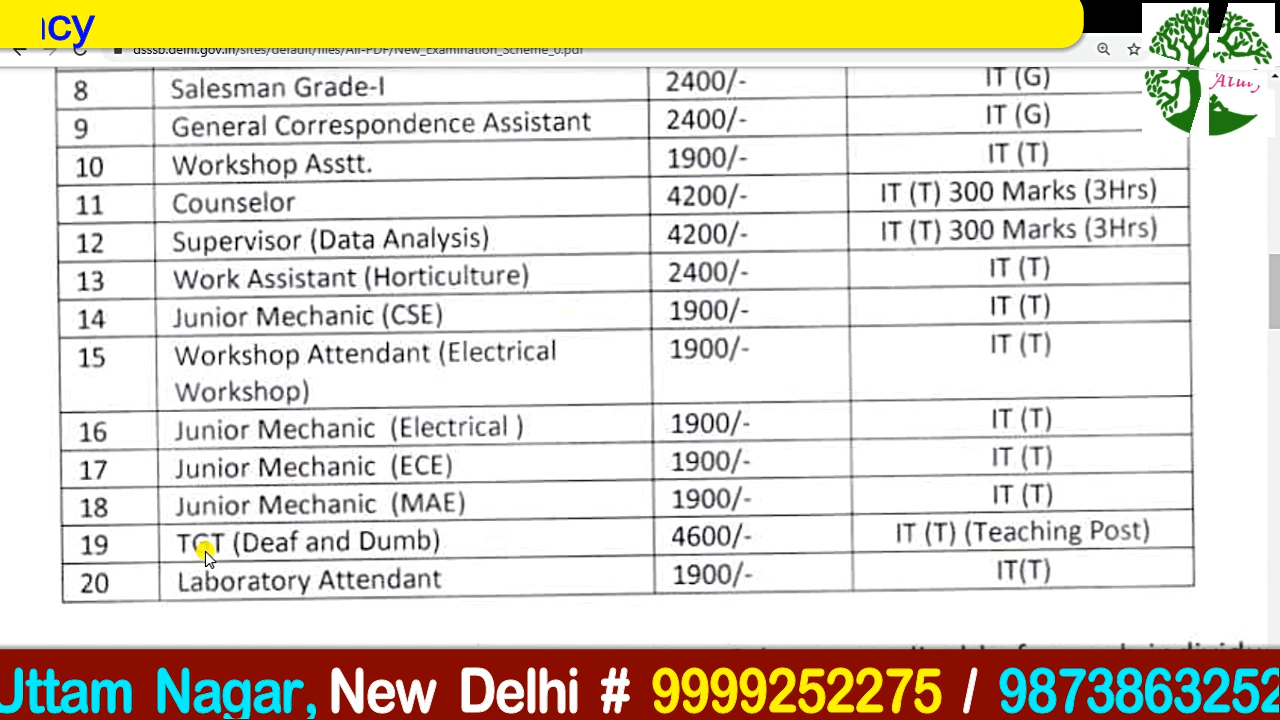 ıcy
dsssb.delhi.gov.in/sites/default/files/All-PDF/New_Examination_Scheme_0.pdf
8 Salesman Grade-I 2400/- IT (G)
9 General Correspondence Assistant 2400/- IT (G)
10 Workshop Asstt. 1900/- IT (T)
11 Counselor 4200/- IT (T) 300 Marks (3Hrs)
12 Supervisor (Data Analysis) 4200/- IT (T) 300 Marks (3Hrs)
13 Work Assistant (Horticulture) 2400/- IT (T)
14 Junior Mechanic (CSE) 1900/- IT (T)
15 Workshop Attendant (Electrical 1900/- IT (T)
Workshop)
16 Junior Mechanic (Electrical ) 1900/- IT (T)
17 Junior Mechanic (ECE) 1900/- IT (T)
18 Junior Mechanic (MAE) 1900/- IT (T)
19 TGT (Deaf and Dumb) 4600/- IT (T) (Teaching Post)
20 Laboratory Attendant 1900/- IT(T)
Uttam Nagar, New Delhi # 9999252275 / 9873863252